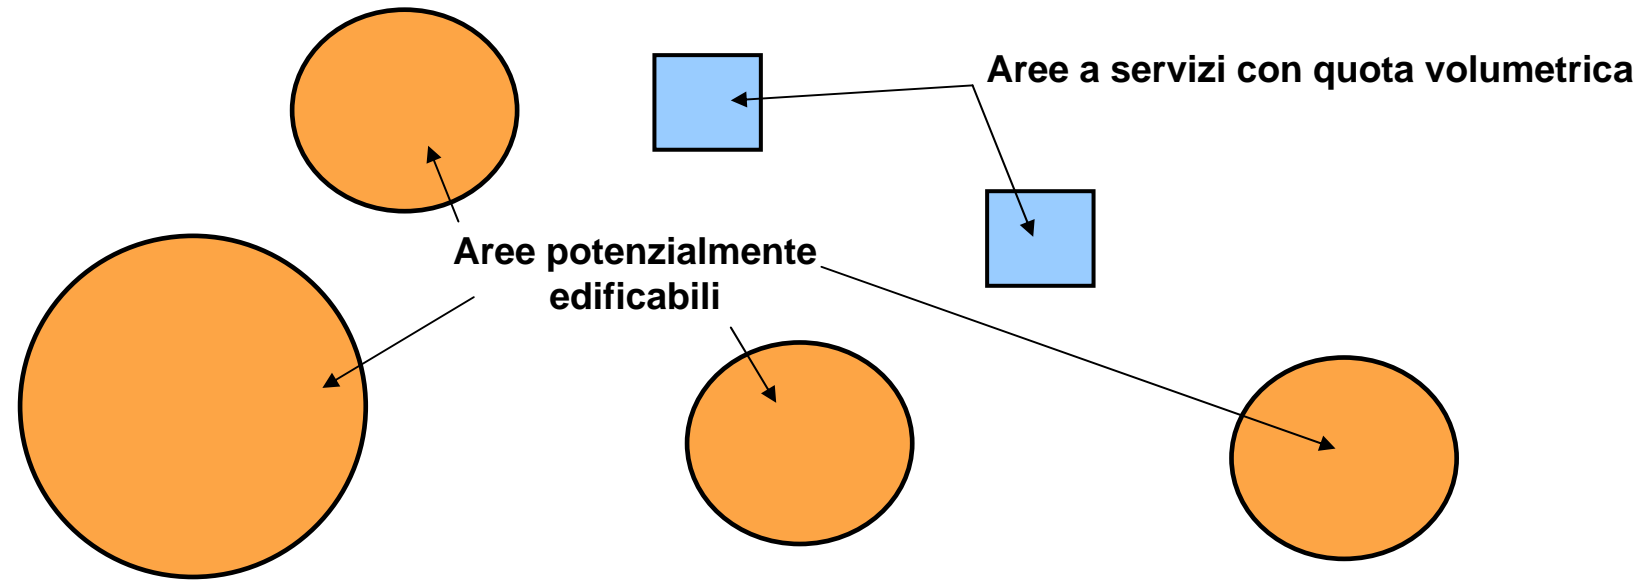 Aree a servizi con quota volumetrica
Aree potenzialmente
edificabili